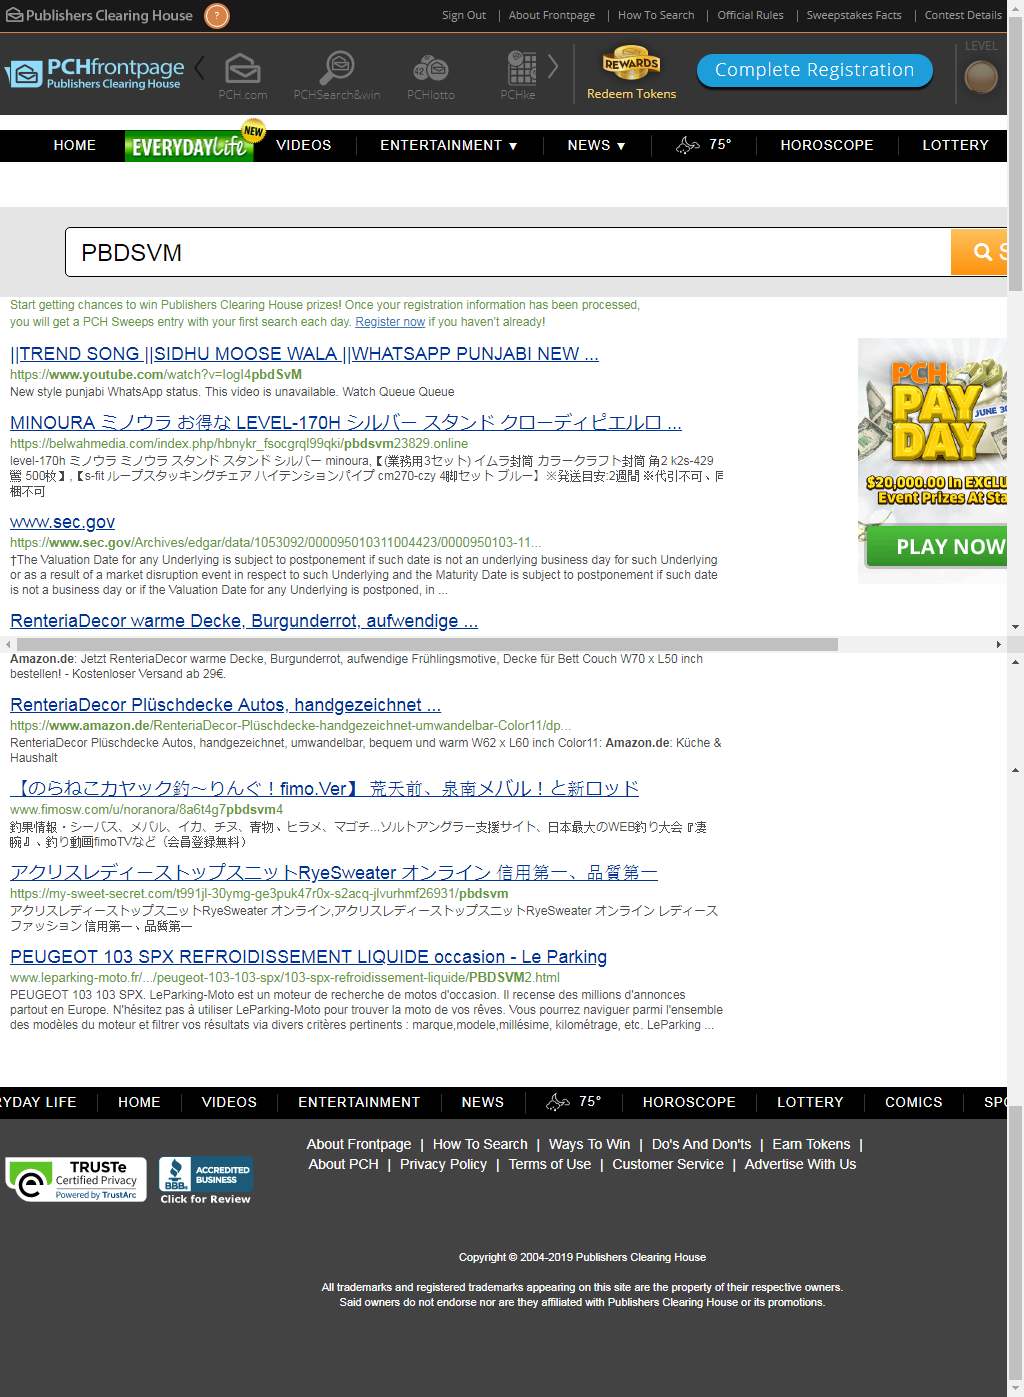 Publishers Clearing House ?
Sign Out | About Frontpage | How To Search | Official Rules | Sweepstakes Facts | Contest Details
PCHfrontpage
Publishers Clearing House
PCH.com PCHSearch&win PCHlotto PCHke
REWARDS
Redeem Tokens
Complete Registration
LEVEL
HOME EVERYDAY Life NEW VIDEOS ENTERTAINMENT ▼ NEWS ▼ 75° HOROSCOPE LOTTERY
PBDSVM
Start getting chances to win Publishers Clearing House prizes! Once your registration information has been processed,
you will get a PCH Sweeps entry with your first search each day. Register now if you haven't already!
||TREND SONG ||SIDHU MOOSE WALA ||WHATSAPP PUNJABI NEW ...
https://www.youtube.com/watch?v=logI4pbdSvM
New style punjabi WhatsApp status. This video is unavailable. Watch Queue Queue
MINOURA ミノウラ お得な LEVEL-170H シルバー スタンド クローディピエルロ ...
https://belwahmedia.com/index.php/hbnykr_fsocgrql99qki/pbdsvm23829.online
level-170h ミノウラ ミノウラ スタンド スタンド シルバー minoura,【(業務用3セット) イムラ封筒 カラークラフト封筒 角2 k2s-429
鶯 500枚】,【s-fit ループスタッキングチェア ハイテンションパイプ cm270-czy 4脚セット ブルー】※発送目安:2週間 ※代引不可、同
梱不可
www.sec.gov
https://www.sec.gov/Archives/edgar/data/1053092/000095010311004423/0000950103-11...
†The Valuation Date for any Underlying is subject to postponement if such date is not an underlying business day for such Underlying
or as a result of a market disruption event in respect to such Underlying and the Maturity Date is subject to postponement if such date
is not a business day or if the Valuation Date for any Underlying is postponed, in ...
PCH
PAY
DAY
JUNE 30
$20,000.00 In EXCLU
Event Prizes At Sta
PLAY NOW
RenteriaDecor warme Decke, Burgunderrot, aufwendige ...
Amazon.de: Jetzt RenteriaDecor warme Decke, Burgunderrot, aufwendige Frühlingsmotive, Decke für Bett Couch W70 x L50 inch
bestellen! - Kostenloser Versand ab 29€.
RenteriaDecor Plüschdecke Autos, handgezeichnet ...
https://www.amazon.de/RenteriaDecor-Plüschdecke-handgezeichnet-umwandelbar-Color11/dp...
RenteriaDecor Plüschdecke Autos, handgezeichnet, umwandelbar, bequem und warm W62 x L60 inch Color11: Amazon.de: Küche &
Haushalt
【のらねこカヤック釣～りんぐ！fimo.Ver】 荒天前、泉南メバル！と新ロッド
www.fimosw.com/u/noranora/8a6t4g7pbdsvm4
釣果情報・シーバス、メバル、イカ、チヌ、青物、ヒラメ、マゴチ...ソルトアングラー支援サイト、日本最大のWEB釣り大会『凄
腕』、釣り動画fimoTVなど（会員登録無料）
アクリスレディーストップスニットRyeSweater オンライン 信用第一、品質第一
https://my-sweet-secret.com/t991jl-30ymg-ge3puk47r0x-s2acq-jlvurhmf26931/pbdsvm
アクリスレディーストップスニットRyeSweater オンライン,アクリスレディーストップスニットRyeSweater オンライン レディース
ファッション 信用第一、品質第一
PEUGEOT 103 SPX REFROIDISSEMENT LIQUIDE occasion - Le Parking
www.leparking-moto.fr/.../peugeot-103-103-spx/103-spx-refroidissement-liquide/PBDSVM2.html
PEUGEOT 103 103 SPX. LeParking-Moto est un moteur de recherche de motos d'occasion. Il recense des millions d'annonces
partout en Europe. N'hésitez pas à utiliser LeParking-Moto pour trouver la moto de vos rêves. Vous pourrez naviguer parmi l'ensemble
des modèles du moteur et filtrer vos résultats via divers critères pertinents : marque,modele,millésime, kilométrage, etc. LeParking ...
RYDAY LIFE HOME VIDEOS ENTERTAINMENT NEWS 75° HOROSCOPE LOTTERY COMICS SPO
About Frontpage | How To Search | Ways To Win | Do's And Don'ts | Earn Tokens |
About PCH | Privacy Policy | Terms of Use | Customer Service | Advertise With Us
TRUSTe
Certified Privacy
Powered by TrustArc
BBB. ACCREDITED
BUSINESS
Click for Review
Copyright © 2004-2019 Publishers Clearing House
All trademarks and registered trademarks appearing on this site are the property of their respective owners.
Said owners do not endorse nor are they affiliated with Publishers Clearing House or its promotions.